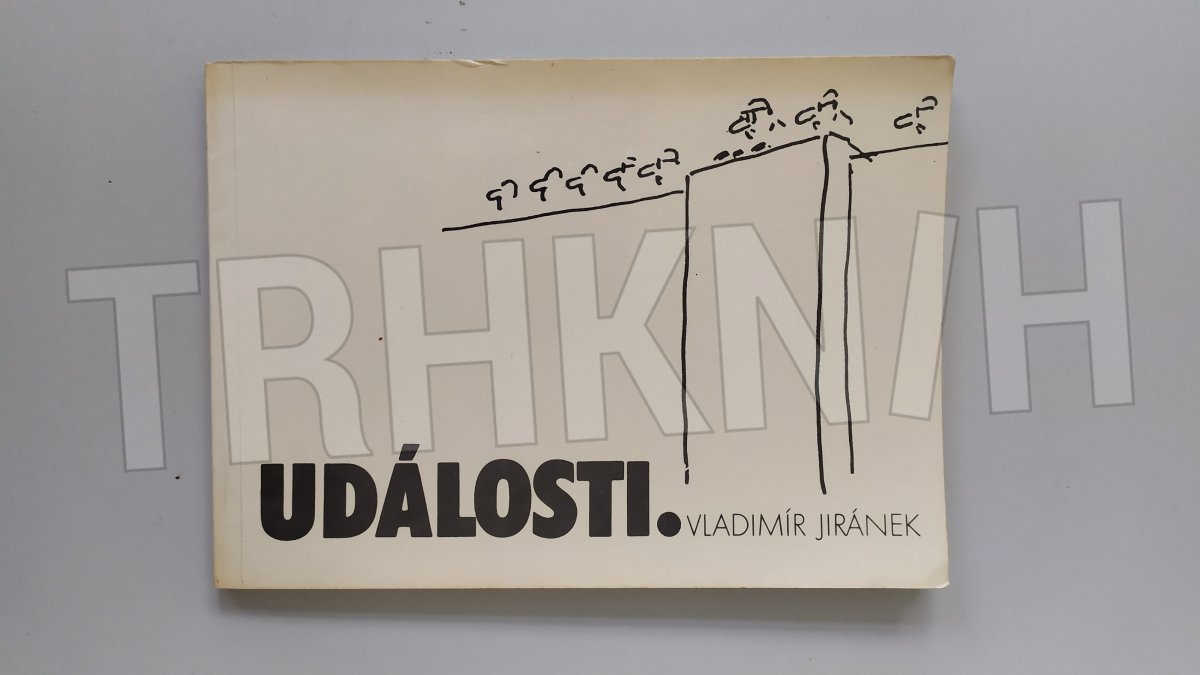 TRHKNIH
UDÁLOSTI. VLADIMÍR JIRÁNEK